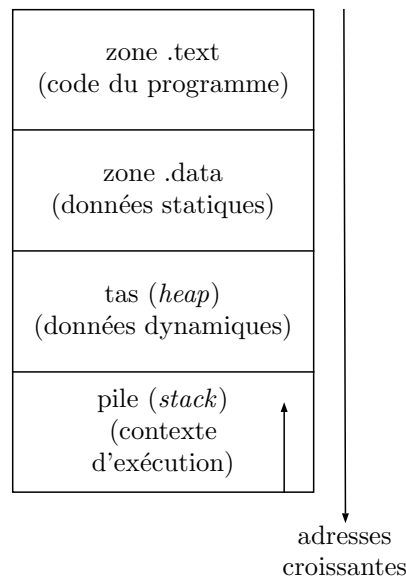 zone .text
(code du programme)
zone .data
(données statiques)
tas (heap)
(données dynamiques)
pile (stack)
(contexte
d'exécution)
adresses
croissantes